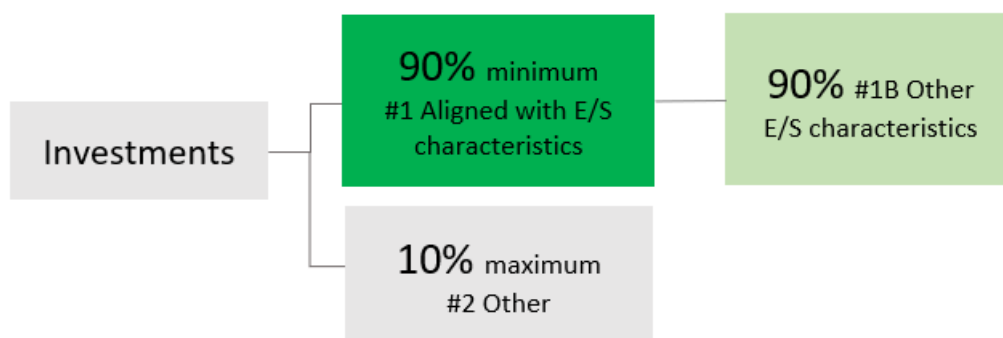 Investments
90% minimum
#1 Aligned with E/S
characteristics
90% #1B Other
E/S characteristics
10% maximum
#2 Other